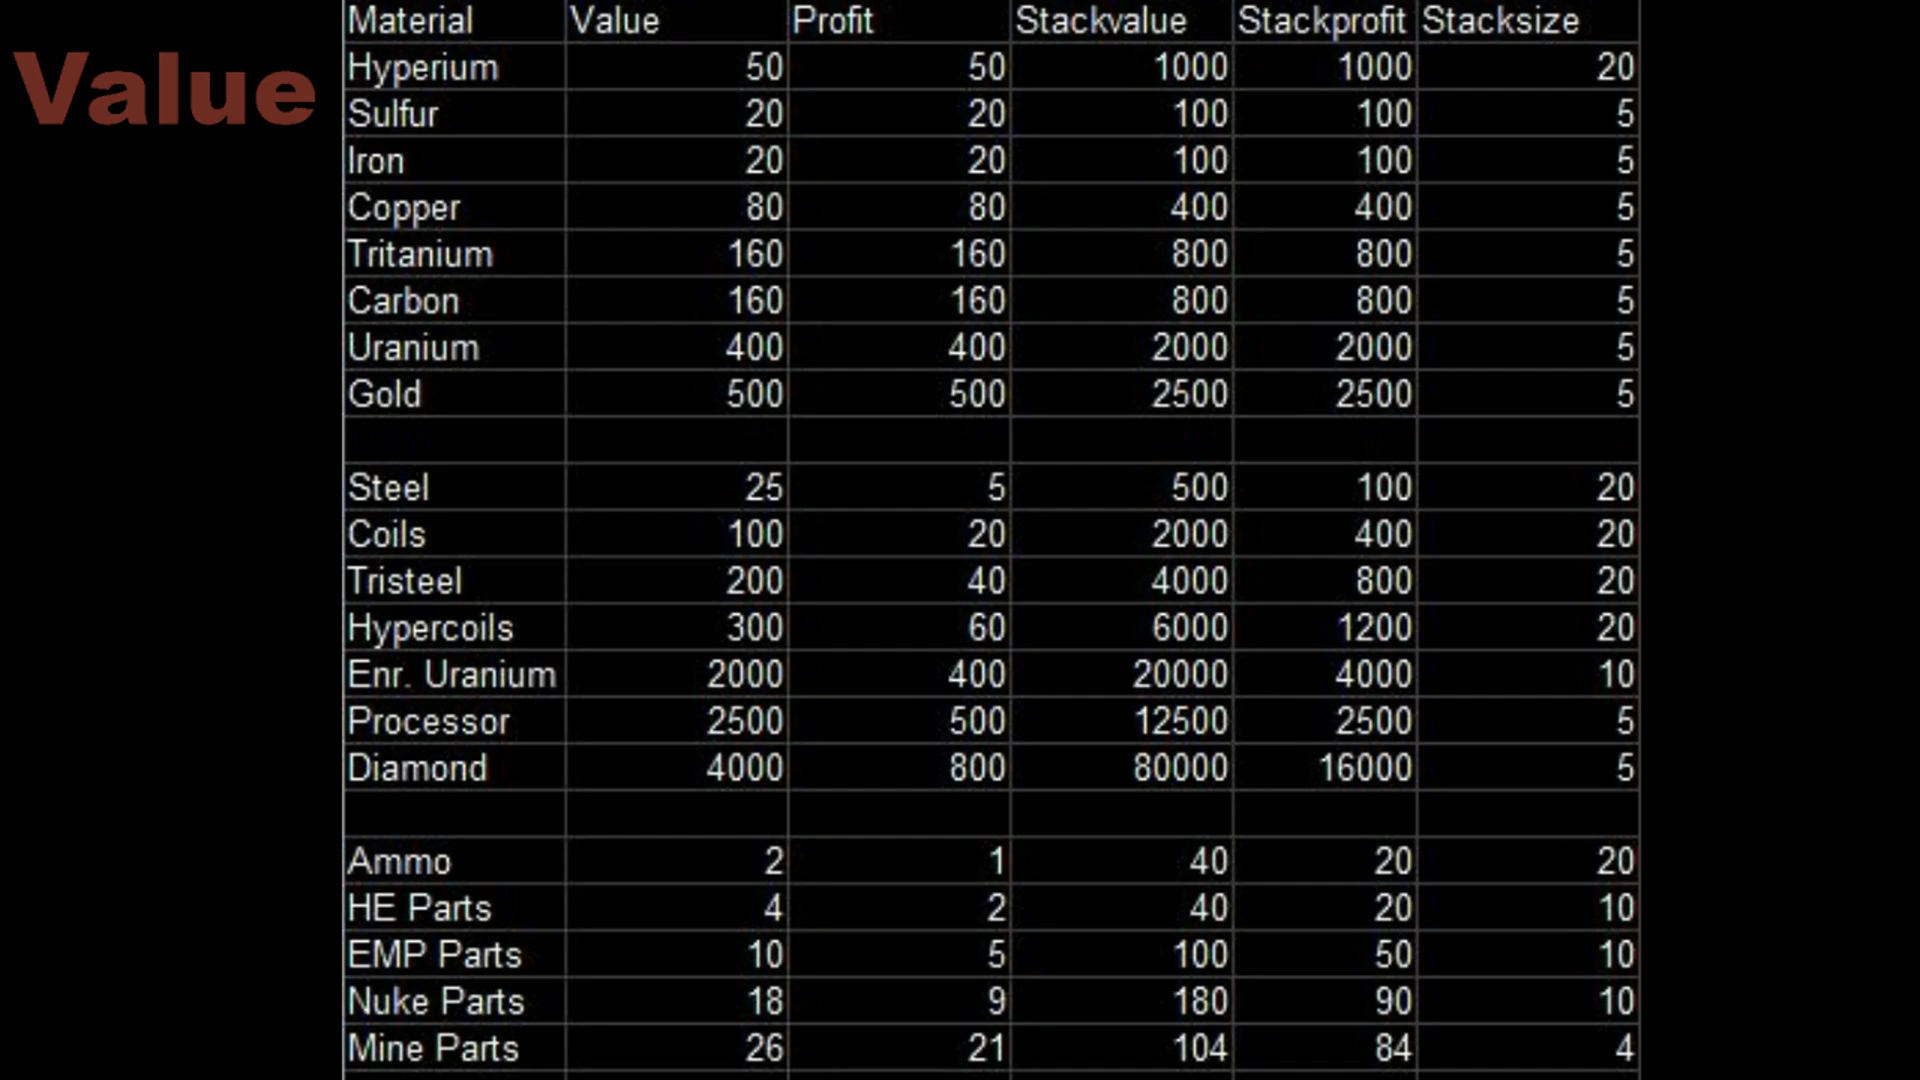 Value
Material Value Profit Stackvalue Stackprofit Stacksize
Hyperium 50 50 1000 1000 20
Sulfur 20 20 100 100 5
Iron 20 20 100 100 5
Copper 80 80 400 400 5
Tritanium 160 160 800 800 5
Carbon 160 160 800 800 5
Uranium 400 400 2000 2000 5
Gold 500 500 2500 2500 5
Steel 25 5 500 100 20
Coils 100 20 2000 400 20
Tristeel 200 40 4000 800 20
Hypercoils 300 60 6000 1200 20
Enr. Uranium 2000 400 20000 4000 10
Processor 2500 500 12500 2500 5
Diamond 4000 800 80000 16000 5
Ammo 2 1 40 20 20
HE Parts 4 2 40 20 10
EMP Parts 10 5 100 50 10
Nuke Parts 18 9 180 90 10
Mine Parts 26 21 104 84 4